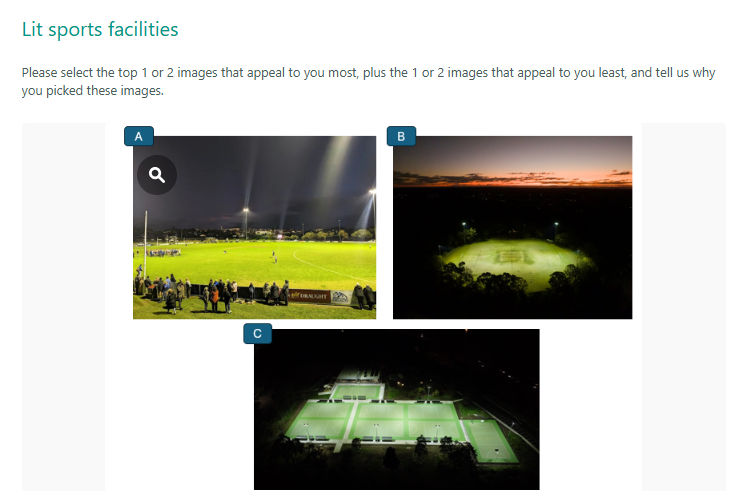 Lit sports facilities
Please select the top 1 or 2 images that appeal to you most, plus the 1 or 2 images that appeal to you least, and tell us why
you picked these images.
A
B
DRAUGHT
C